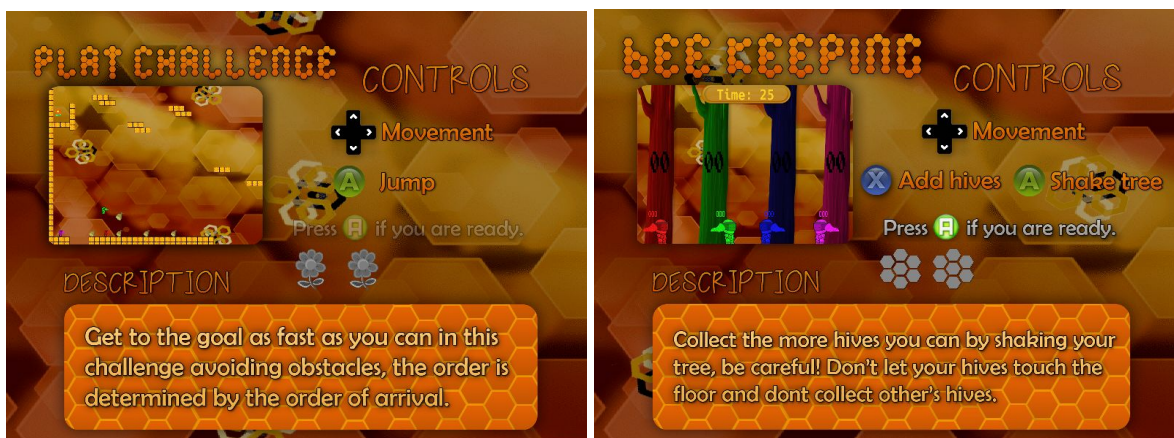 PLAT CHALLENGE
CONTROLS
Movement
A Jump
Press A if you are ready.
DESCRIPTION
Get to the goal as fast as you can in this
challenge avoiding obstacles, the order is
determined by the order of arrival.
BEE KEEPING
CONTROLS
Time: 25
Movement
X Add hives A Shake tree
Press A if you are ready.
DESCRIPTION
Collect the more hives you can by shaking your
tree, be careful! Don't let your hives touch the
floor and dont collect other's hives.